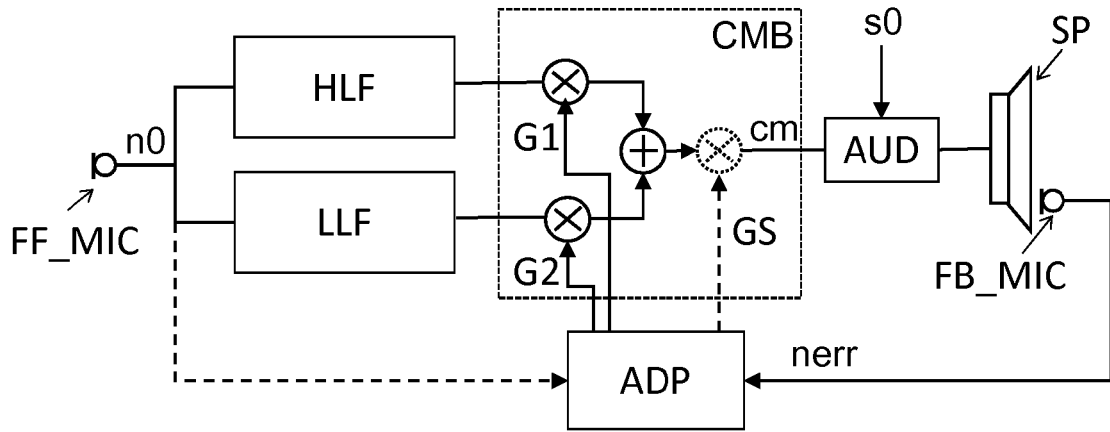 s0
SP
CMB
HLF
n0
G1
cm
AUD
FF_MIC
LLF
G2
GS
FB_MIC
nerr
ADP